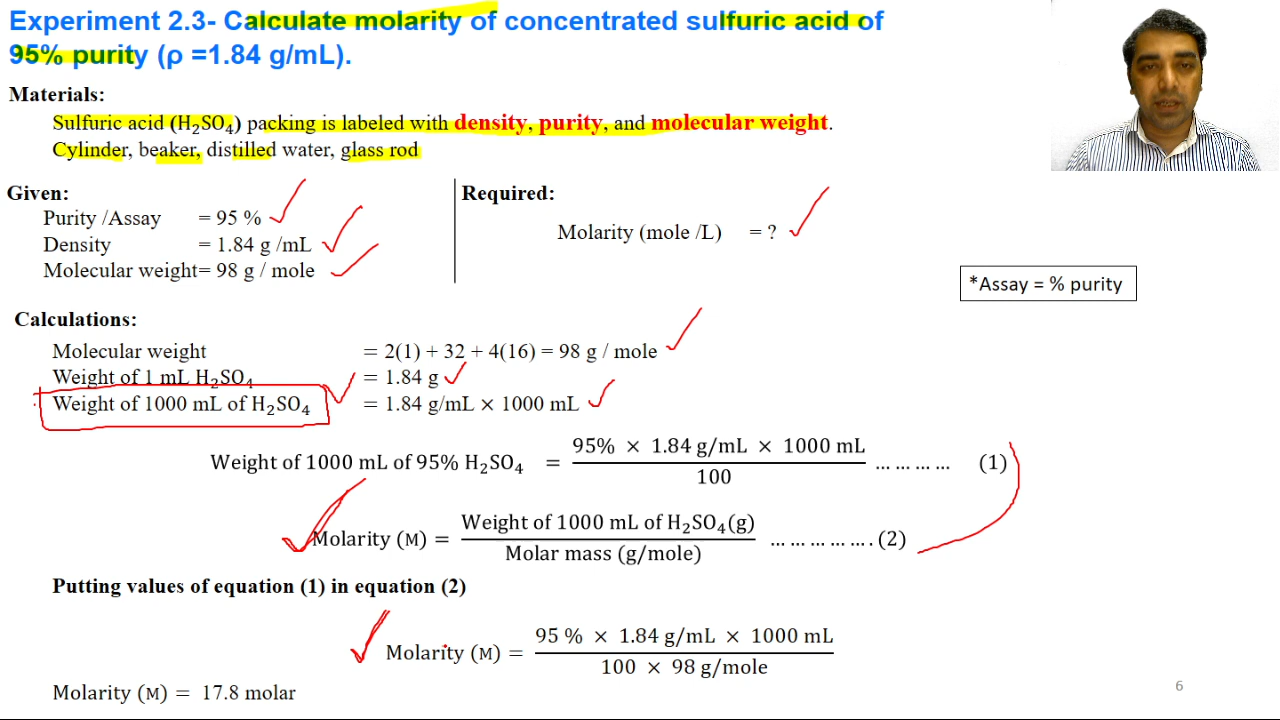 Experiment 2.3- Calculate molarity of concentrated sulfuric acid of
95% purity (ρ =1.84 g/mL).
Materials:
Sulfuric acid (H₂SO₄) packing is labeled with density, purity, and molecular weight.
Cylinder, beaker, distilled water, glass rod
Given:
Purity /Assay = 95 %
Density = 1.84 g /mL
Molecular weight= 98 g / mole
Required:
Molarity (mole /L) = ?
*Assay = % purity
Calculations:
Molecular weight = 2(1) + 32 + 4(16) = 98 g / mole
Weight of 1 mL H₂SO₄ = 1.84 g
Weight of 1000 mL of H₂SO₄ = 1.84 g/mL × 1000 mL
95% × 1.84 g/mL × 1000 mL
Weight of 1000 mL of 95% H₂SO₄ = ... ... ... ... (1)
100
Weight of 1000 mL of H₂SO₄(g)
Molarity (M) = ... ... ... ... . (2)
Molar mass (g/mole)
Putting values of equation (1) in equation (2)
95 % × 1.84 g/mL × 1000 mL
Molarity (M) =
100 × 98 g/mole
Molarity (M) = 17.8 molar
6